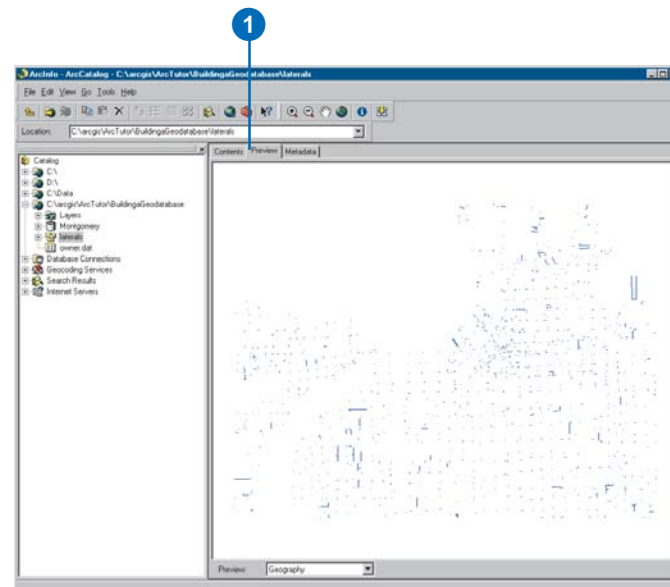 1
ArcInfo - ArcCatalog - C:\arcgis\ArcTutor\BuildingaGeodatabase\laterals
File Edit View Go Tools Help
Location: C:\arcgis\ArcTutor\BuildingaGeodatabase\laterals
Contents Preview Metadata
Catalog
C:\
D:\
C:\Data
C:\arcgis\ArcTutor\BuildingaGeodatabase
Layers
Montgomery
laterals
owner.dat
Database Connections
Geocoding Services
Search Results
Internet Servers
Preview: Geography